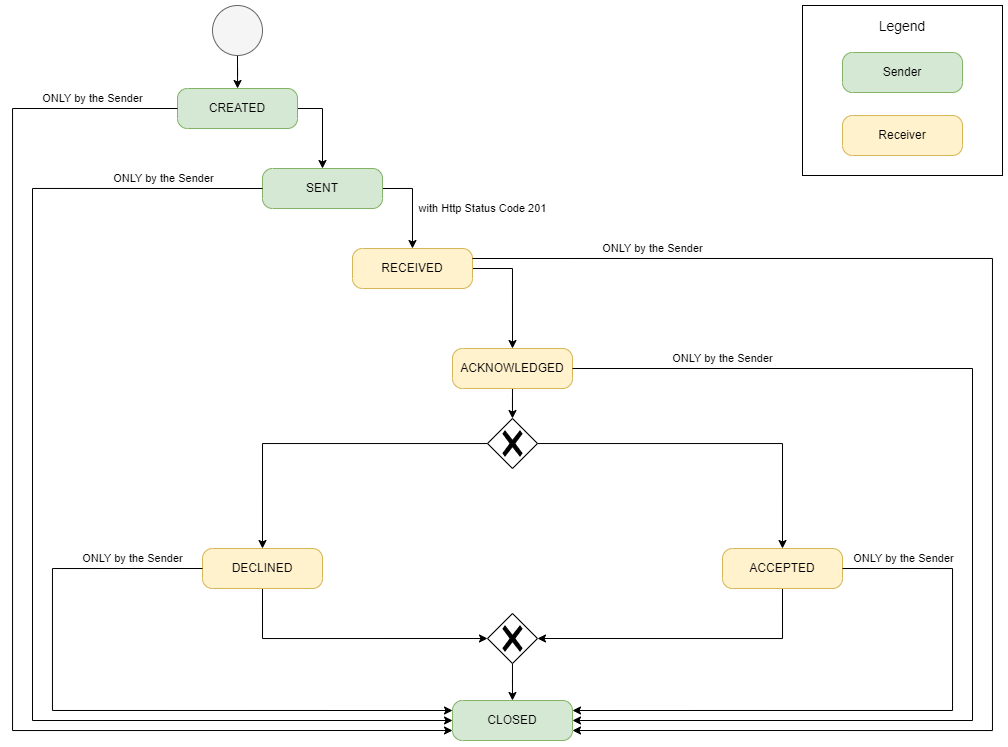 Legend
Sender
Receiver
ONLY by the Sender
CREATED
ONLY by the Sender
SENT
with Http Status Code 201
ONLY by the Sender
RECEIVED
ONLY by the Sender
ACKNOWLEDGED
X
ONLY by the Sender
DECLINED
ACCEPTED
ONLY by the Sender
X
CLOSED